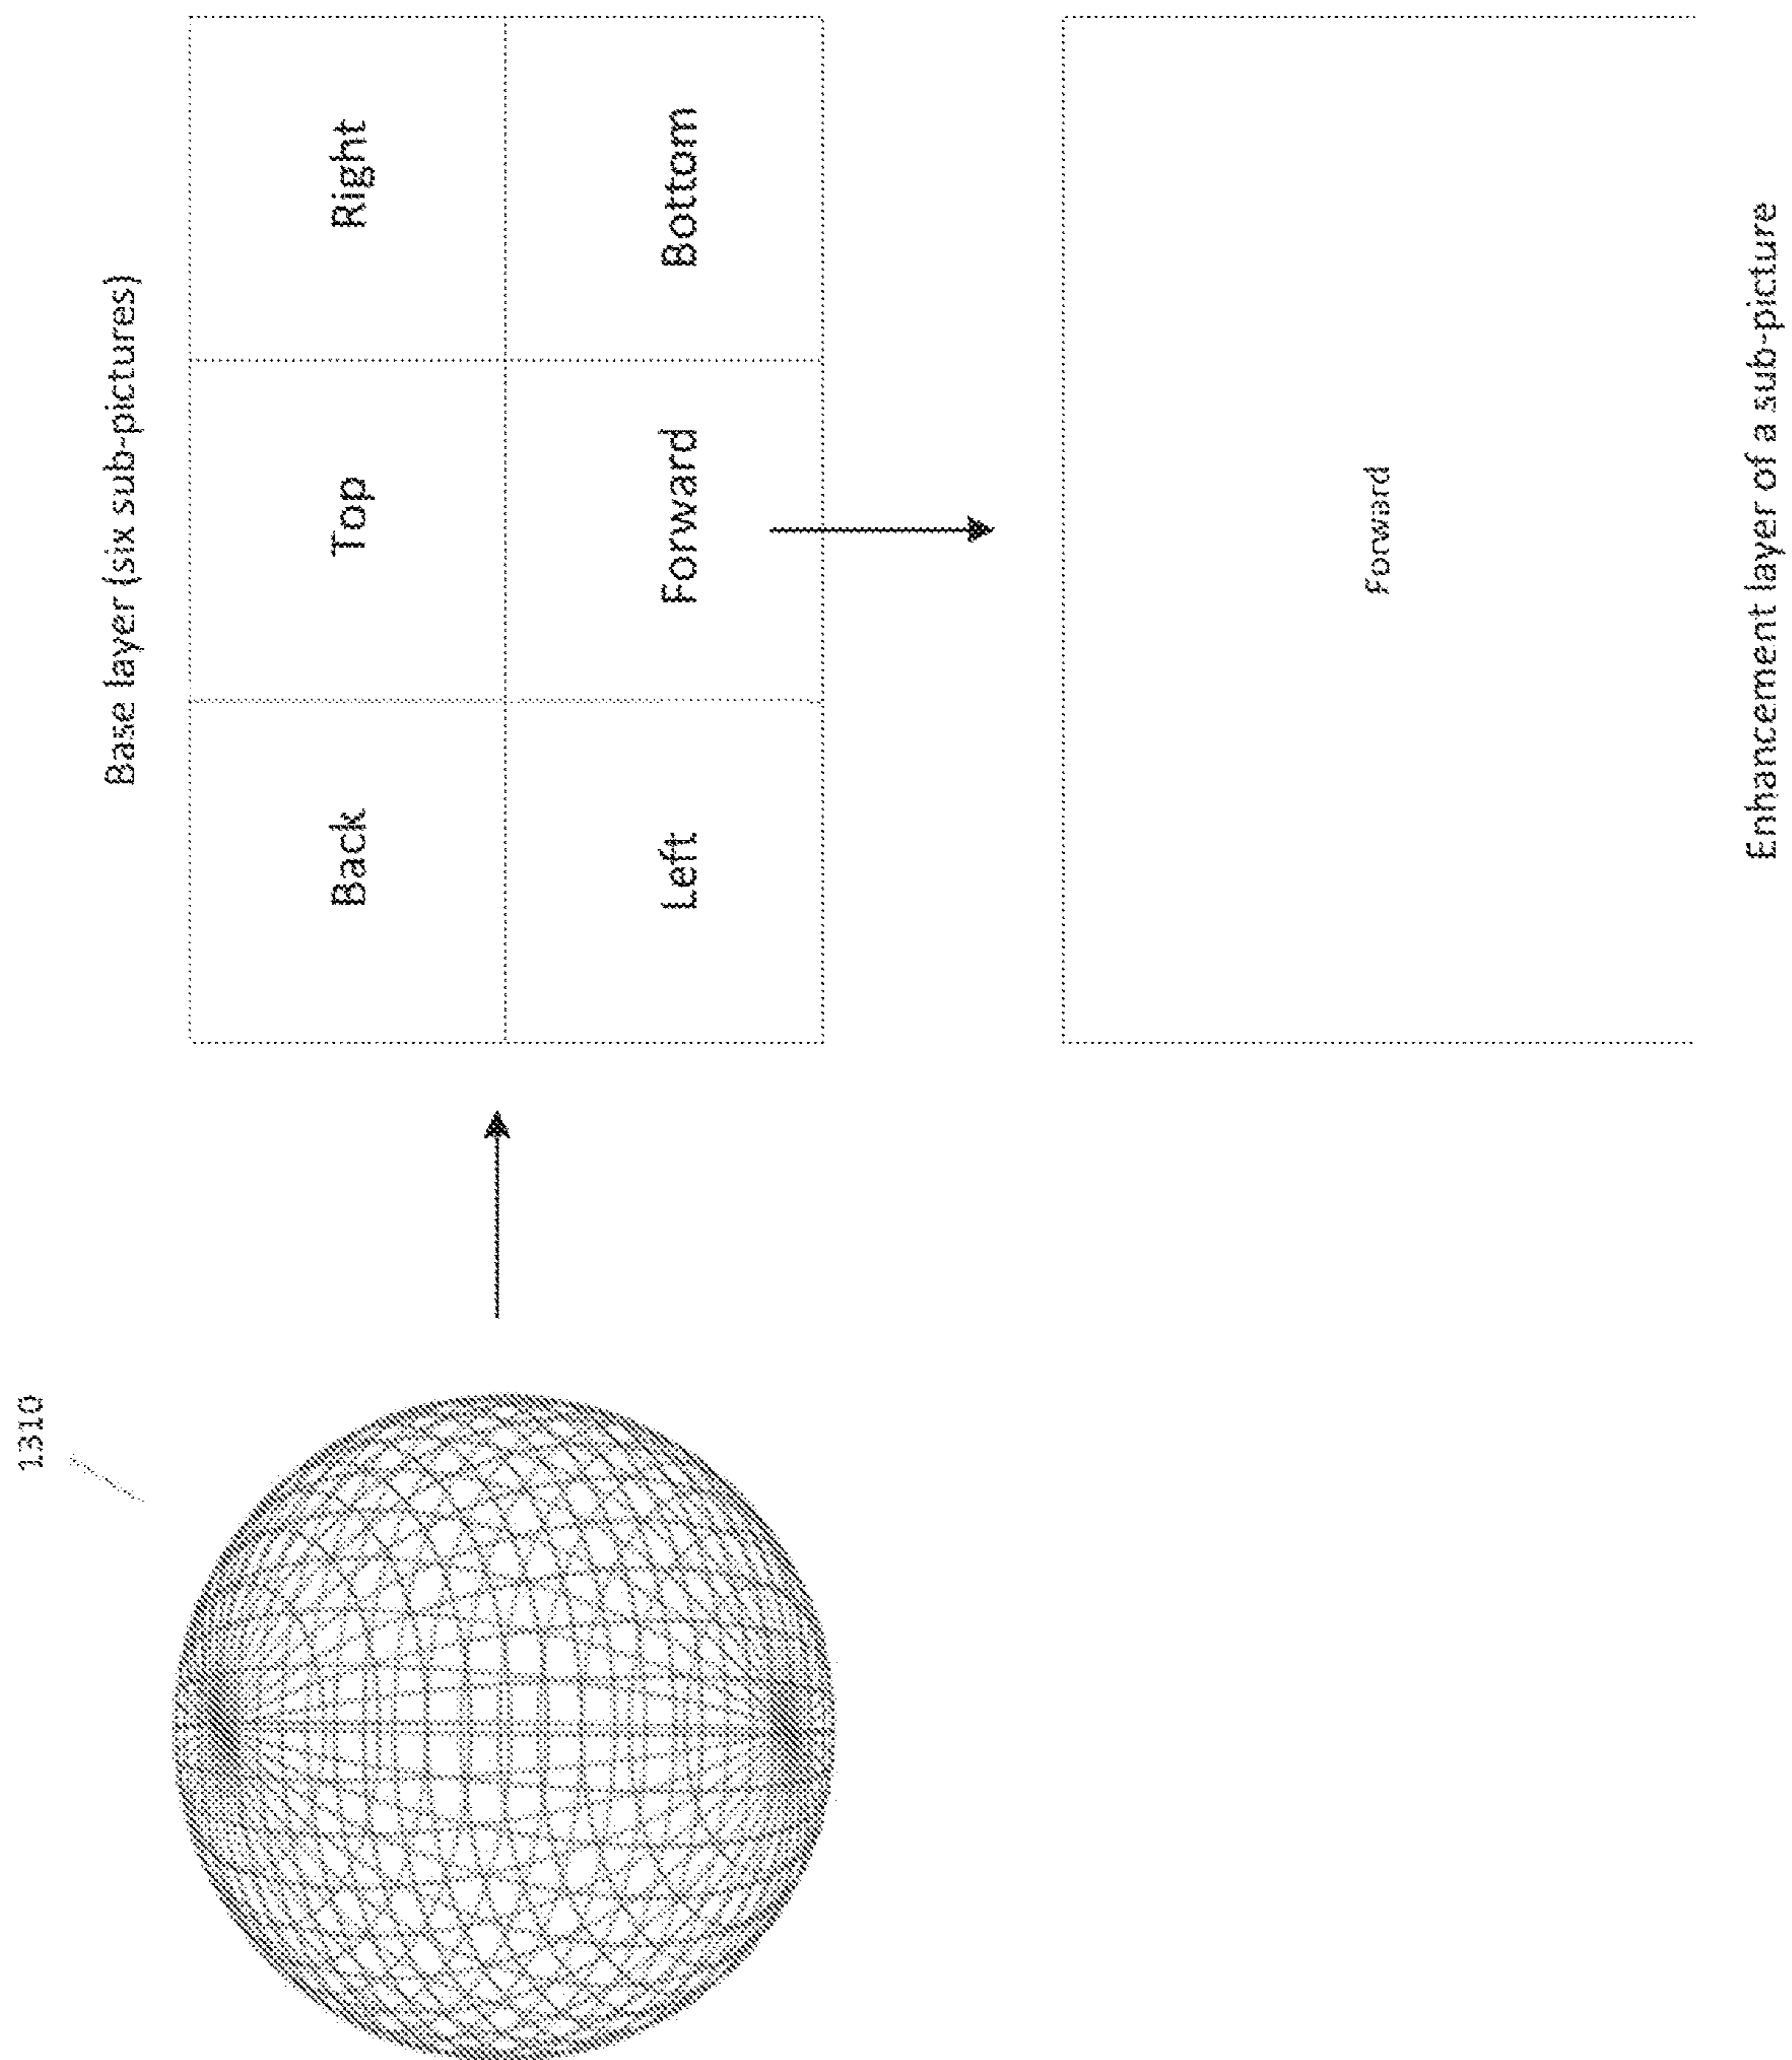 1310
Base layer (six sub-pictures)
Back Top Right
Left Forward Bottom
Forward
Enhancement layer of a sub-picture